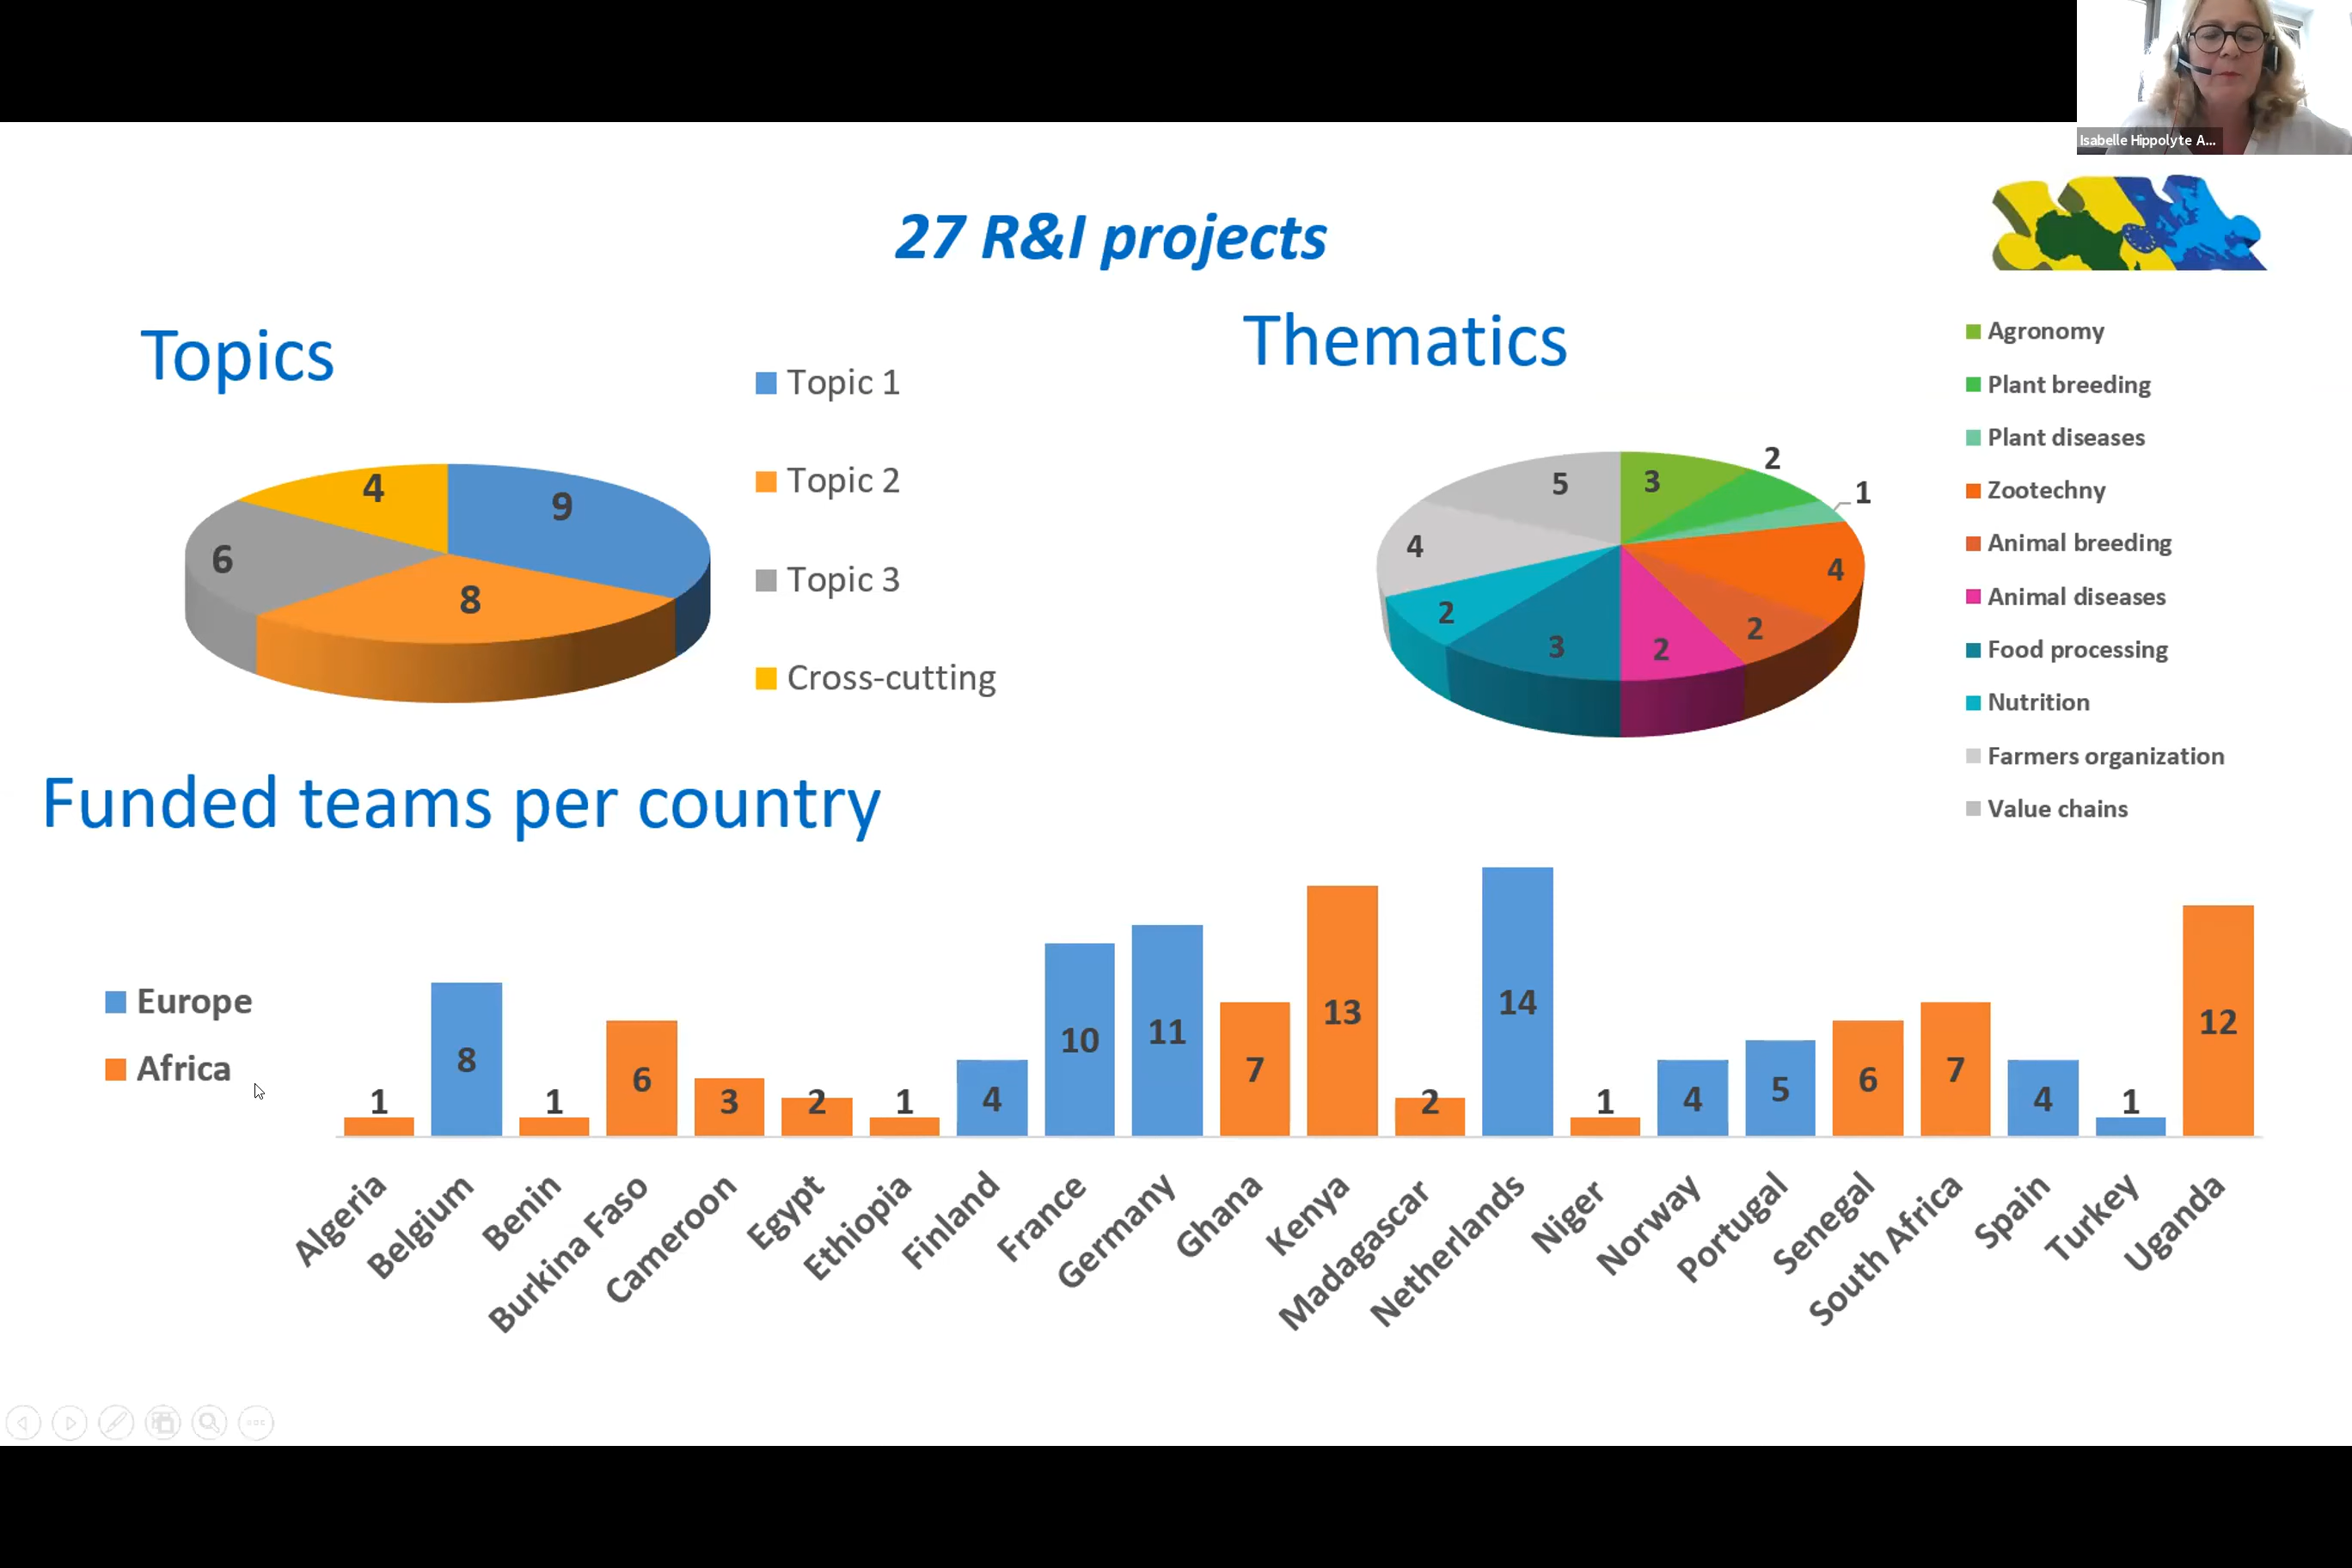 Isabelle Hippolyte A...
27 R&I projects
Topics
Topic 1
Topic 2
Topic 3
Cross-cutting
4
9
6
8
Thematics
5
3
2
1
4
4
2
2
3
2
Agronomy
Plant breeding
Plant diseases
Zootechny
Animal breeding
Animal diseases
Food processing
Nutrition
Farmers organization
Value chains
Funded teams per country
Europe
Africa
1
8
1
6
3
2
1
4
10
11
7
13
2
14
1
4
5
6
7
4
1
12
Algeria
Belgium
Benin
Burkina Faso
Cameroon
Egypt
Ethiopia
Finland
France
Germany
Ghana
Kenya
Madagascar
Netherlands
Niger
Norway
Portugal
Senegal
South Africa
Spain
Turkey
Uganda